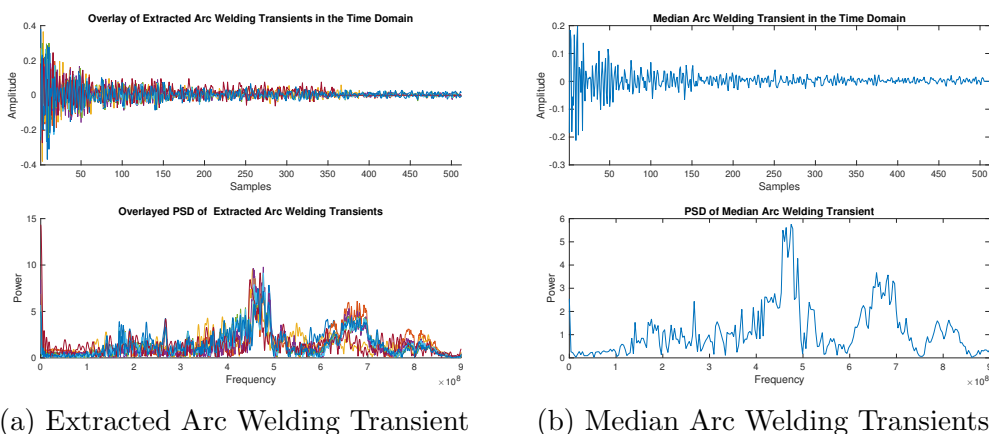 Overlay of Extracted Arc Welding Transients in the Time Domain
0.4
0.2
0
-0.2
-0.4
Amplitude
50 100 150 200 250 300 350 400 450 500
Samples
Overlayed PSD of Extracted Arc Welding Transients
15
10
5
0
Power
0 1 2 3 4 5 6 7 8 9
Frequency
×10⁸
(a) Extracted Arc Welding Transient
Median Arc Welding Transient in the Time Domain
0.2
0.1
0
-0.1
-0.2
-0.3
Amplitude
50 100 150 200 250 300 350 400 450 500
Samples
PSD of Median Arc Welding Transient
6
5
4
3
2
1
0
Power
0 1 2 3 4 5 6 7 8 9
Frequency
×10⁸
(b) Median Arc Welding Transients